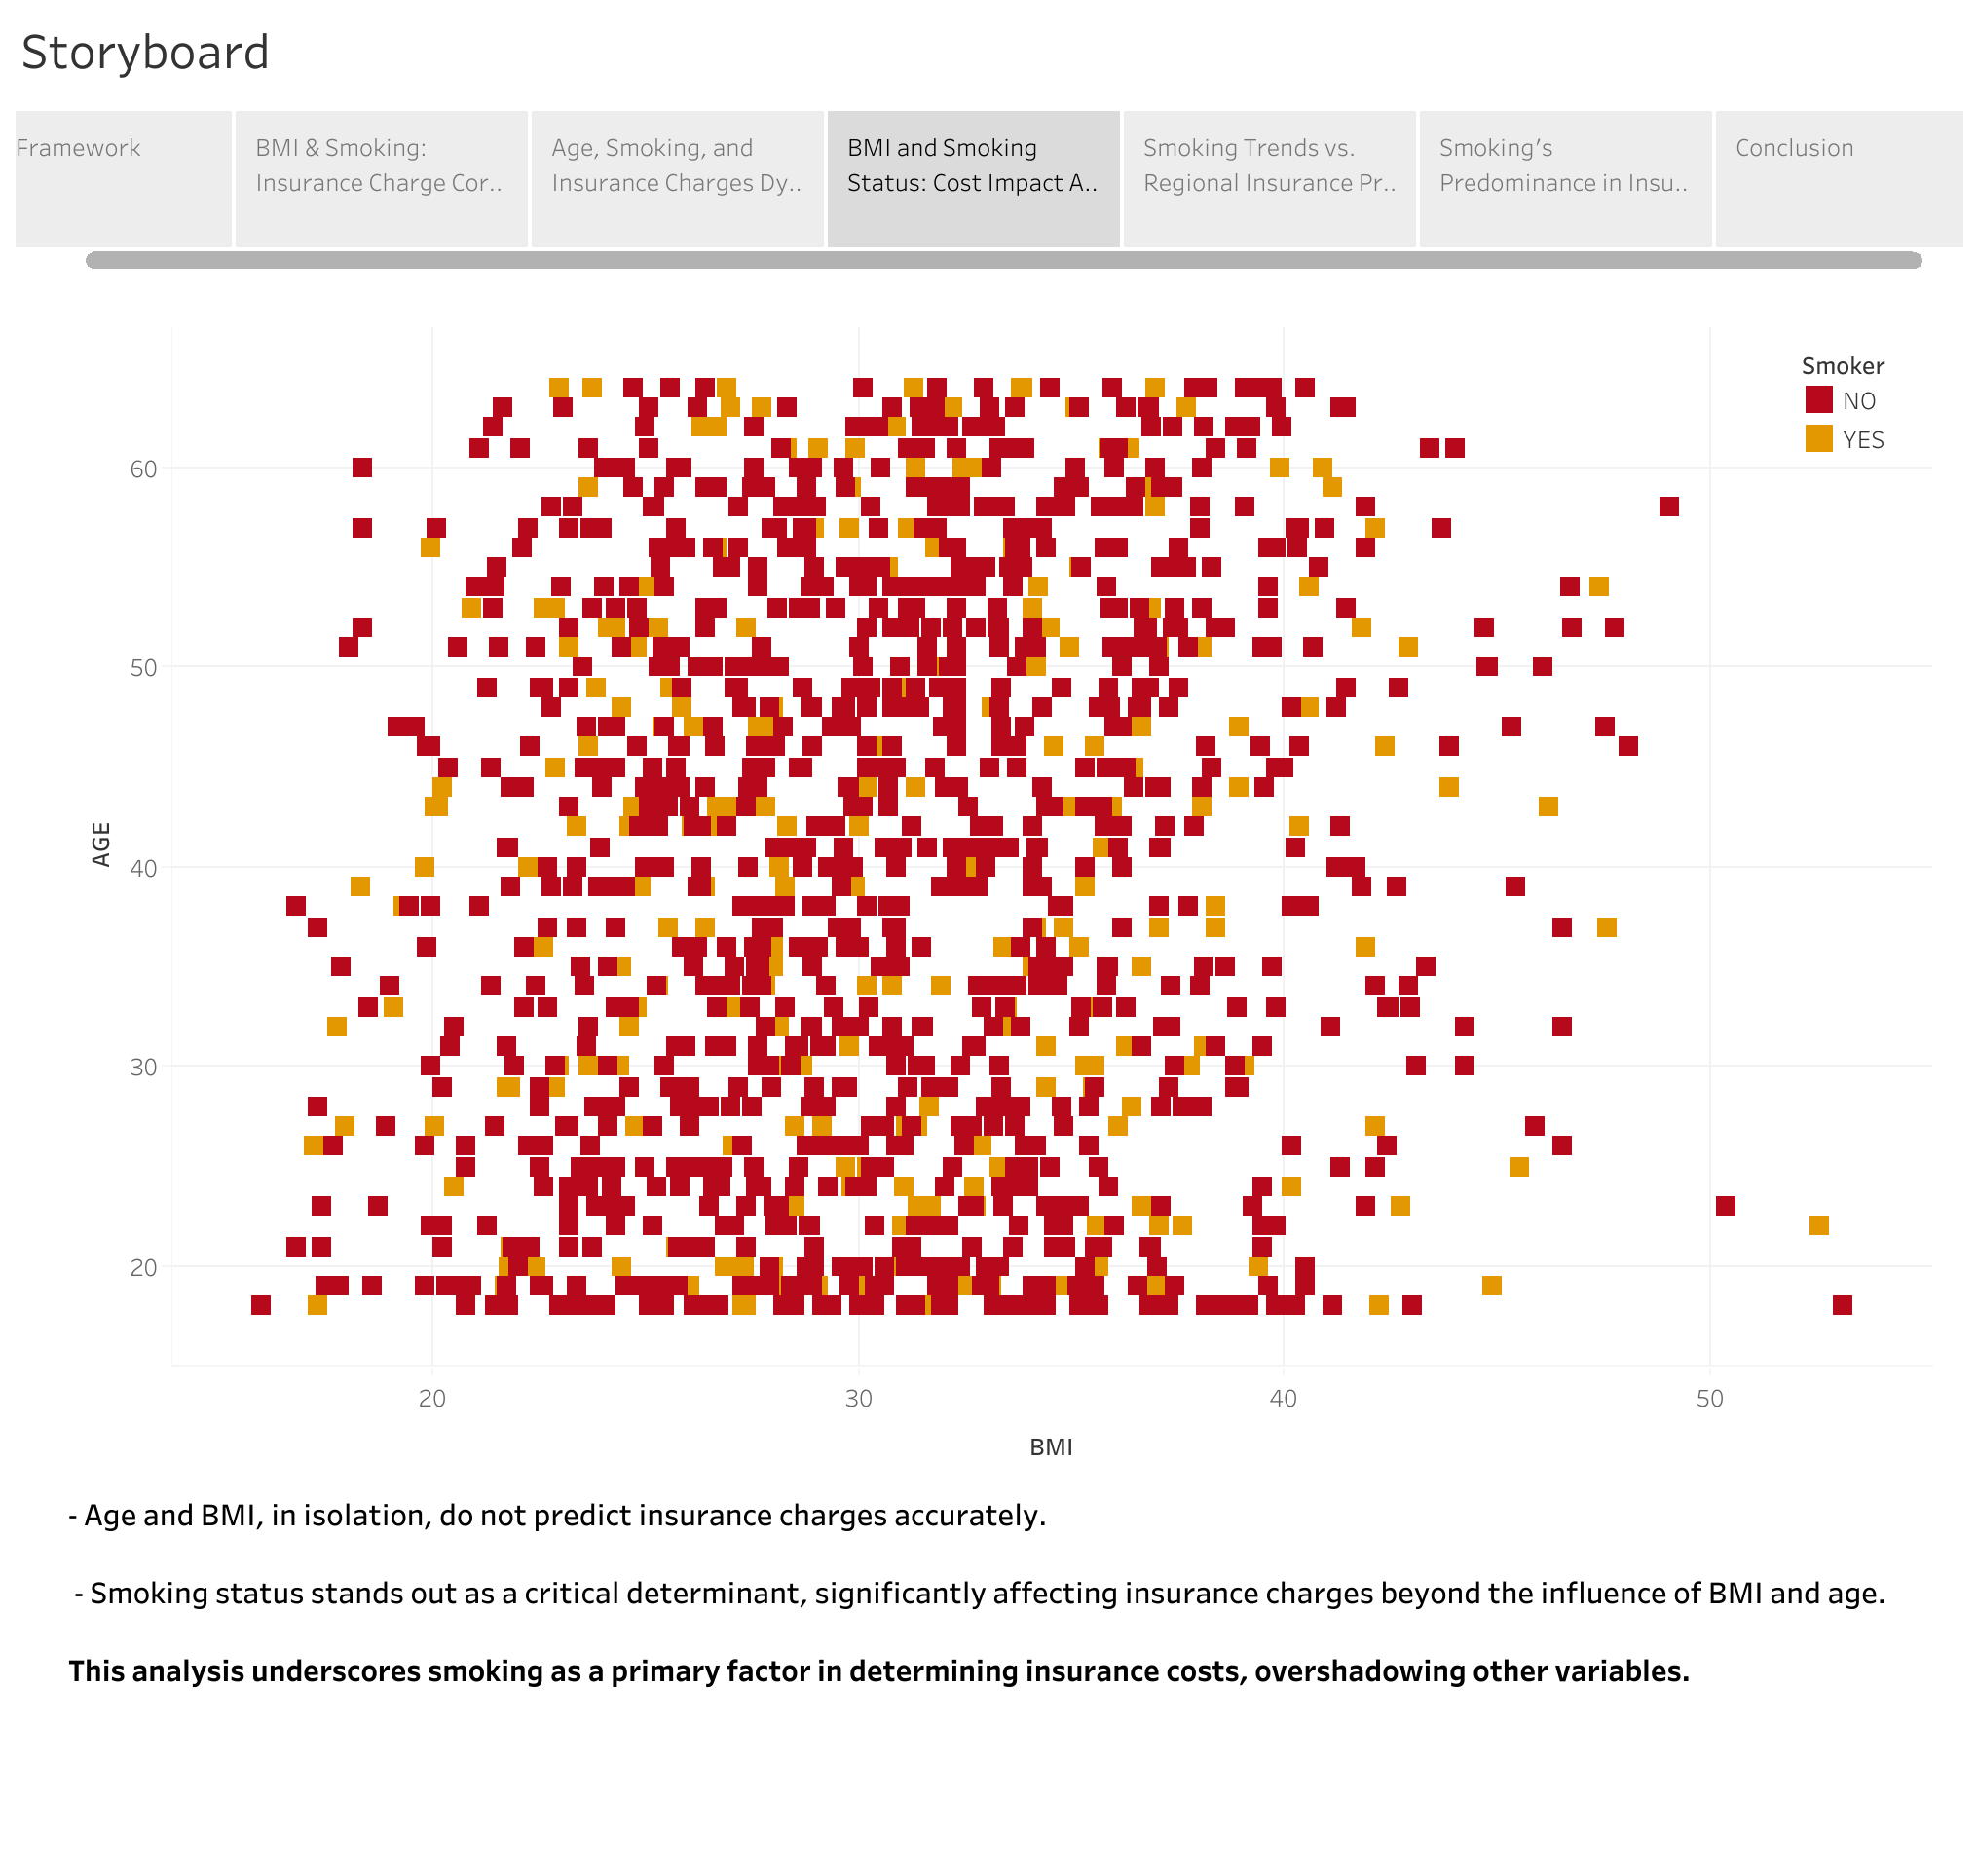 Storyboard
Framework
BMI & Smoking:
Insurance Charge Cor..
Age, Smoking, and
Insurance Charges Dy..
BMI and Smoking
Status: Cost Impact A..
Smoking Trends vs.
Regional Insurance Pr..
Smoking's
Predominance in Insu..
Conclusion
Smoker
NO
YES
60
50
40
30
20
AGE
20
30
40
50
BMI
- Age and BMI, in isolation, do not predict insurance charges accurately.
- Smoking status stands out as a critical determinant, significantly affecting insurance charges beyond the influence of BMI and age.
This analysis underscores smoking as a primary factor in determining insurance costs, overshadowing other variables.